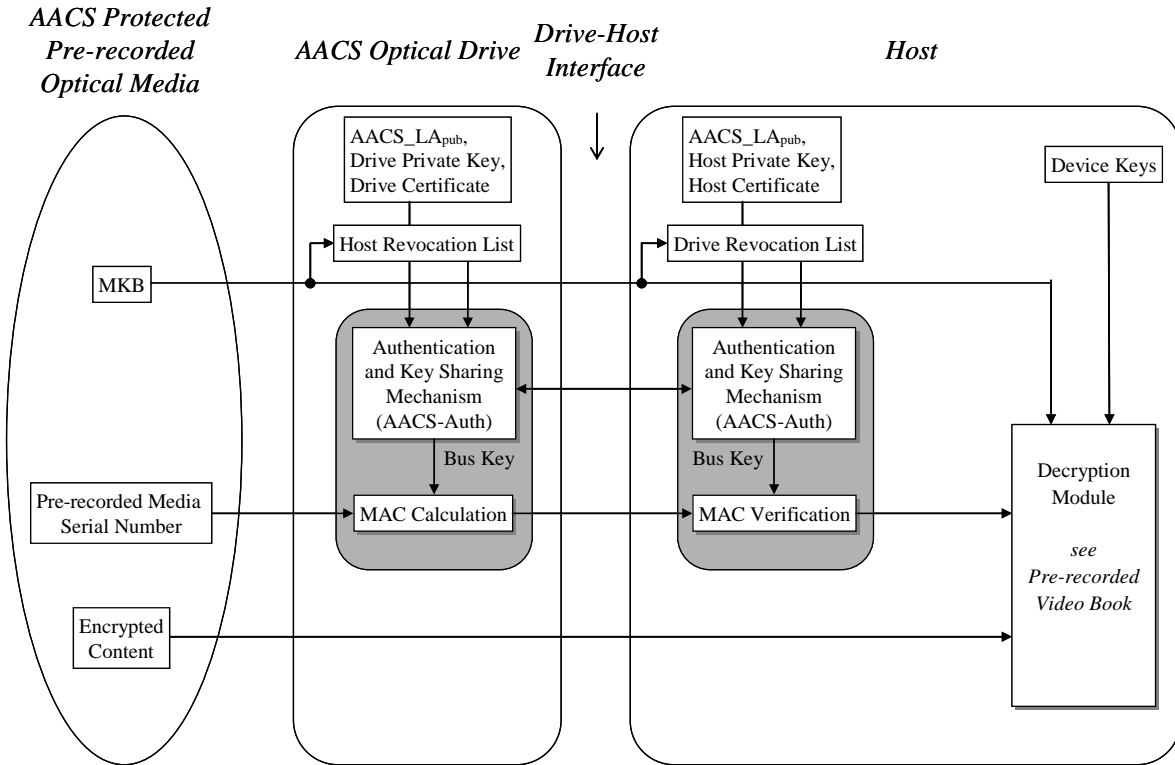 AACS Protected
Pre-recorded
Optical Media
AACS Optical Drive
Drive-Host
Interface
Host
AACS_LApub,
Drive Private Key,
Drive Certificate
AACS_LApub,
Host Private Key,
Host Certificate
Device Keys
Host Revocation List
Drive Revocation List
MKB
Authentication
and Key Sharing
Mechanism
(AACS-Auth)
Authentication
and Key Sharing
Mechanism
(AACS-Auth)
Bus Key
Bus Key
Pre-recorded Media
Serial Number
MAC Calculation
MAC Verification
Decryption
Module
see
Pre-recorded
Video Book
Encrypted
Content